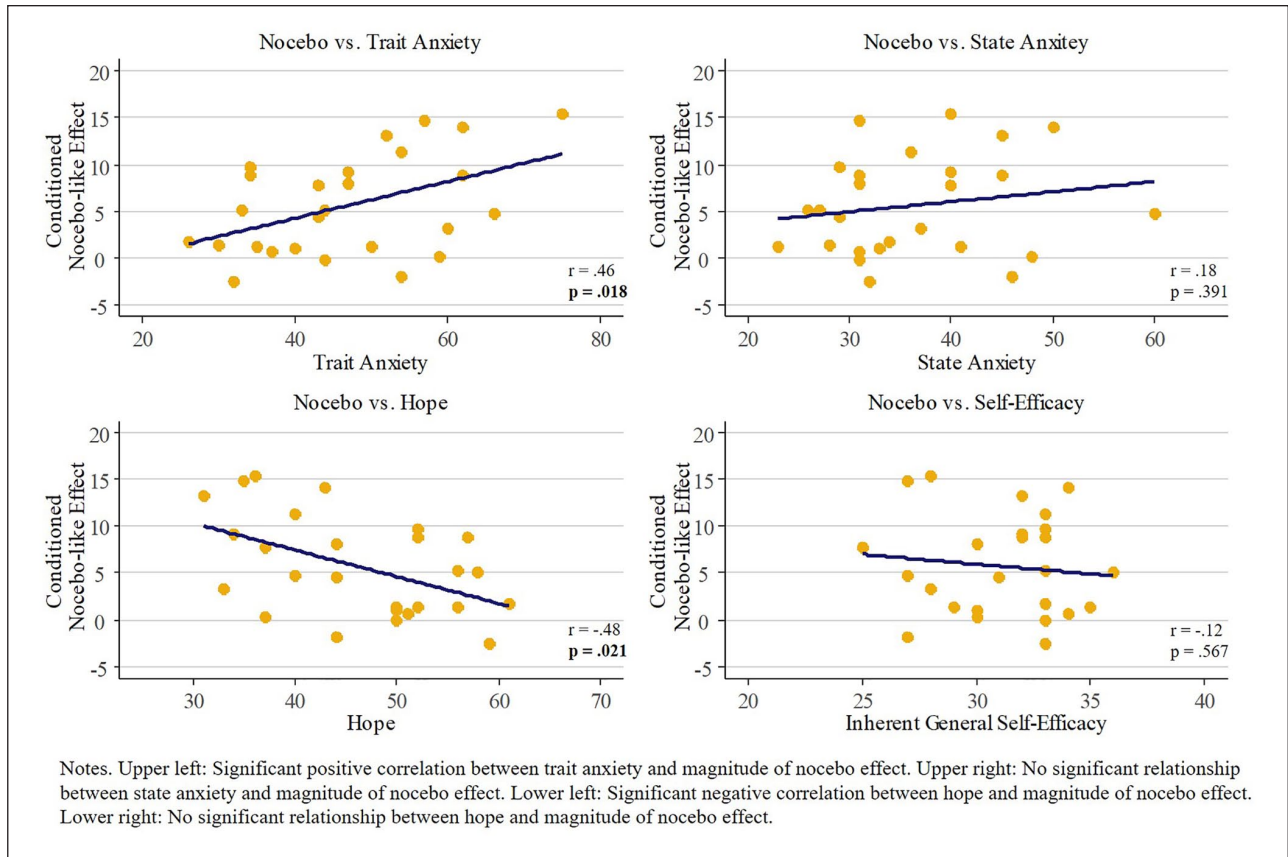 Nocebo vs. Trait Anxiety
Conditioned
Nocebo-like Effect
20
15
10
5
0
-5
r = .46
p = .018
20
40
60
80
Trait Anxiety
Nocebo vs. State Anxitey
Conditioned
Nocebo-like Effect
20
15
10
5
0
-5
r = .18
p = .391
20
30
40
50
60
State Anxiety
Nocebo vs. Hope
Conditioned
Nocebo-like Effect
20
15
10
5
0
-5
r = -.48
p = .021
30
40
50
60
70
Hope
Nocebo vs. Self-Efficacy
Conditioned
Nocebo-like Effect
20
15
10
5
0
-5
r = -.12
p = .567
20
25
30
35
40
Inherent General Self-Efficacy
Notes. Upper left: Significant positive correlation between trait anxiety and magnitude of nocebo effect. Upper right: No significant relationship
between state anxiety and magnitude of nocebo effect. Lower left: Significant negative correlation between hope and magnitude of nocebo effect.
Lower right: No significant relationship between hope and magnitude of nocebo effect.